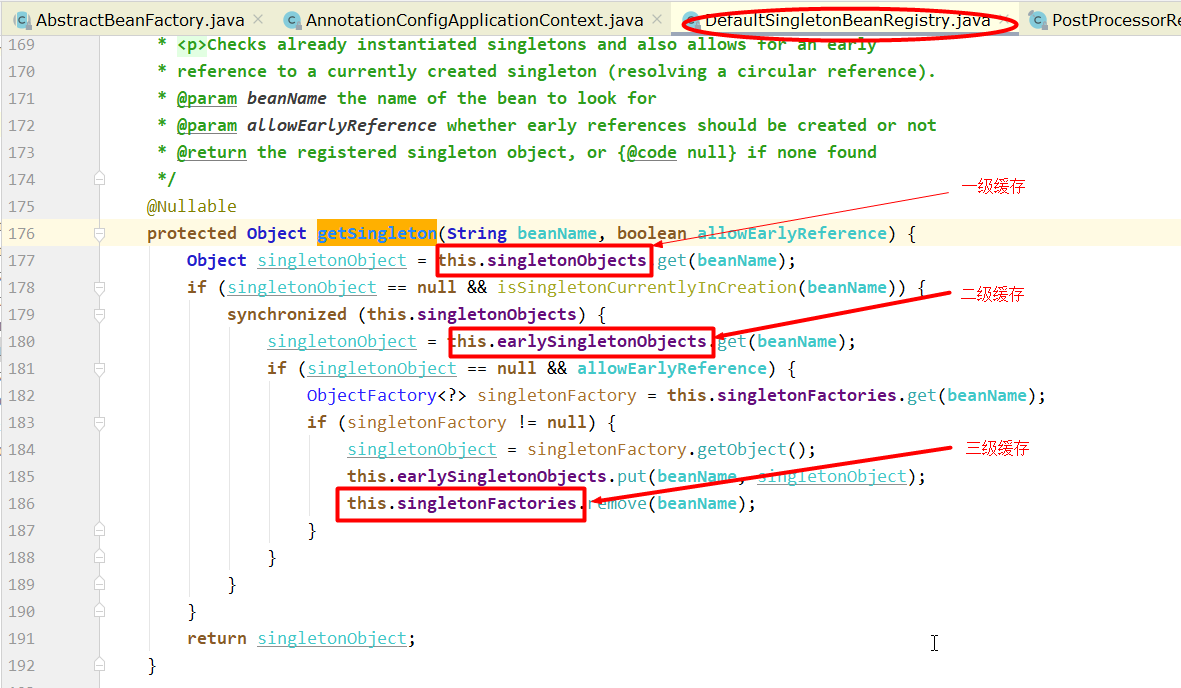 AbstractBeanFactory.java × AnnotationConfigApplicationContext.java × DefaultSingletonBeanRegistry.java × PostProcessorRe
169 * <p>Checks already instantiated singletons and also allows for an early
170 * reference to a currently created singleton (resolving a circular reference).
171 * @param beanName the name of the bean to look for
172 * @param allowEarlyReference whether early references should be created or not
173 * @return the registered singleton object, or {@code null} if none found
174 */
一级缓存
175 @Nullable
176 protected Object getSingleton(String beanName, boolean allowEarlyReference) {
177 Object singletonObject = this.singletonObjects.get(beanName);
178 if (singletonObject == null && isSingletonCurrentlyInCreation(beanName)) {
二级缓存
179 synchronized (this.singletonObjects) {
180 singletonObject = this.earlySingletonObjects.get(beanName);
181 if (singletonObject == null && allowEarlyReference) {
182 ObjectFactory<?> singletonFactory = this.singletonFactories.get(beanName);
183 if (singletonFactory != null) {
184 singletonObject = singletonFactory.getObject();
三级缓存
185 this.earlySingletonObjects.put(beanName, singletonObject);
186 this.singletonFactories.remove(beanName);
187 }
188 }
189 }
190 }
191 return singletonObject;
192 }